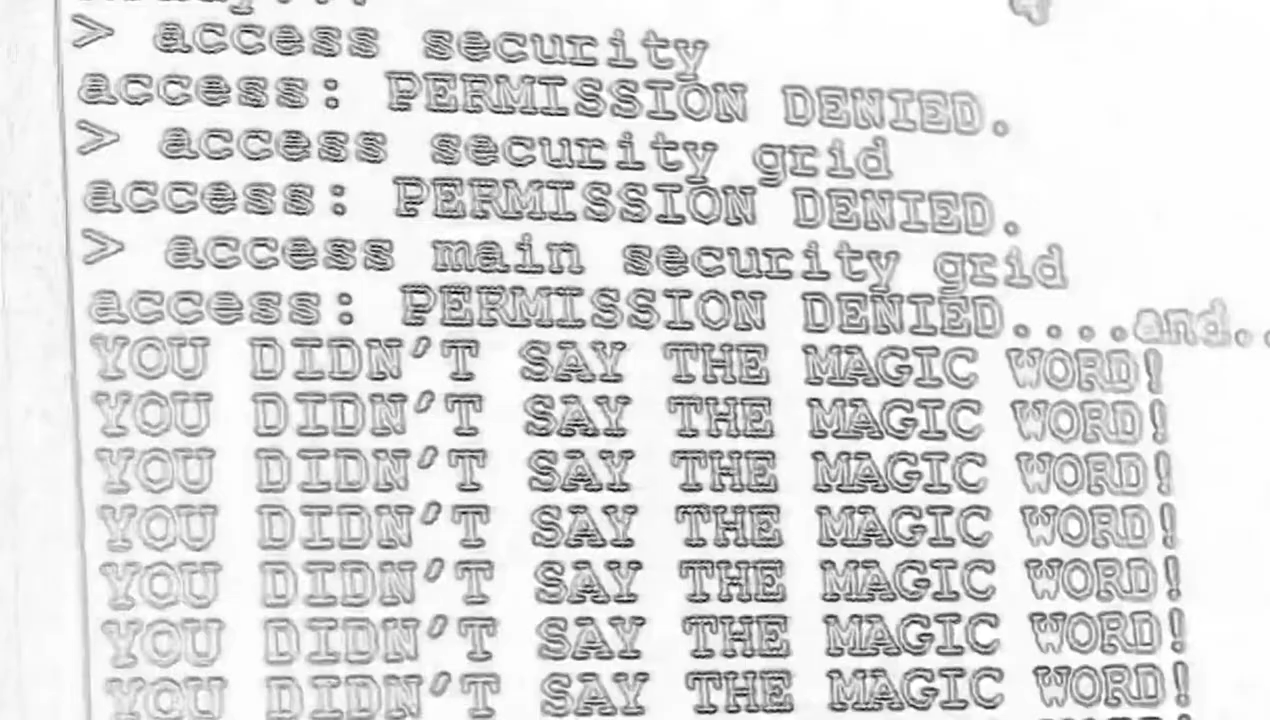 > access security
access: PERMISSION DENIED.
> access security grid
access: PERMISSION DENIED.
> access main security grid
access: PERMISSION DENIED....and..
YOU DIDN'T SAY THE MAGIC WORD!
YOU DIDN'T SAY THE MAGIC WORD!
YOU DIDN'T SAY THE MAGIC WORD!
YOU DIDN'T SAY THE MAGIC WORD!
YOU DIDN'T SAY THE MAGIC WORD!
YOU DIDN'T SAY THE MAGIC WORD!
YOU DIDN'T SAY THE MAGIC WORD!